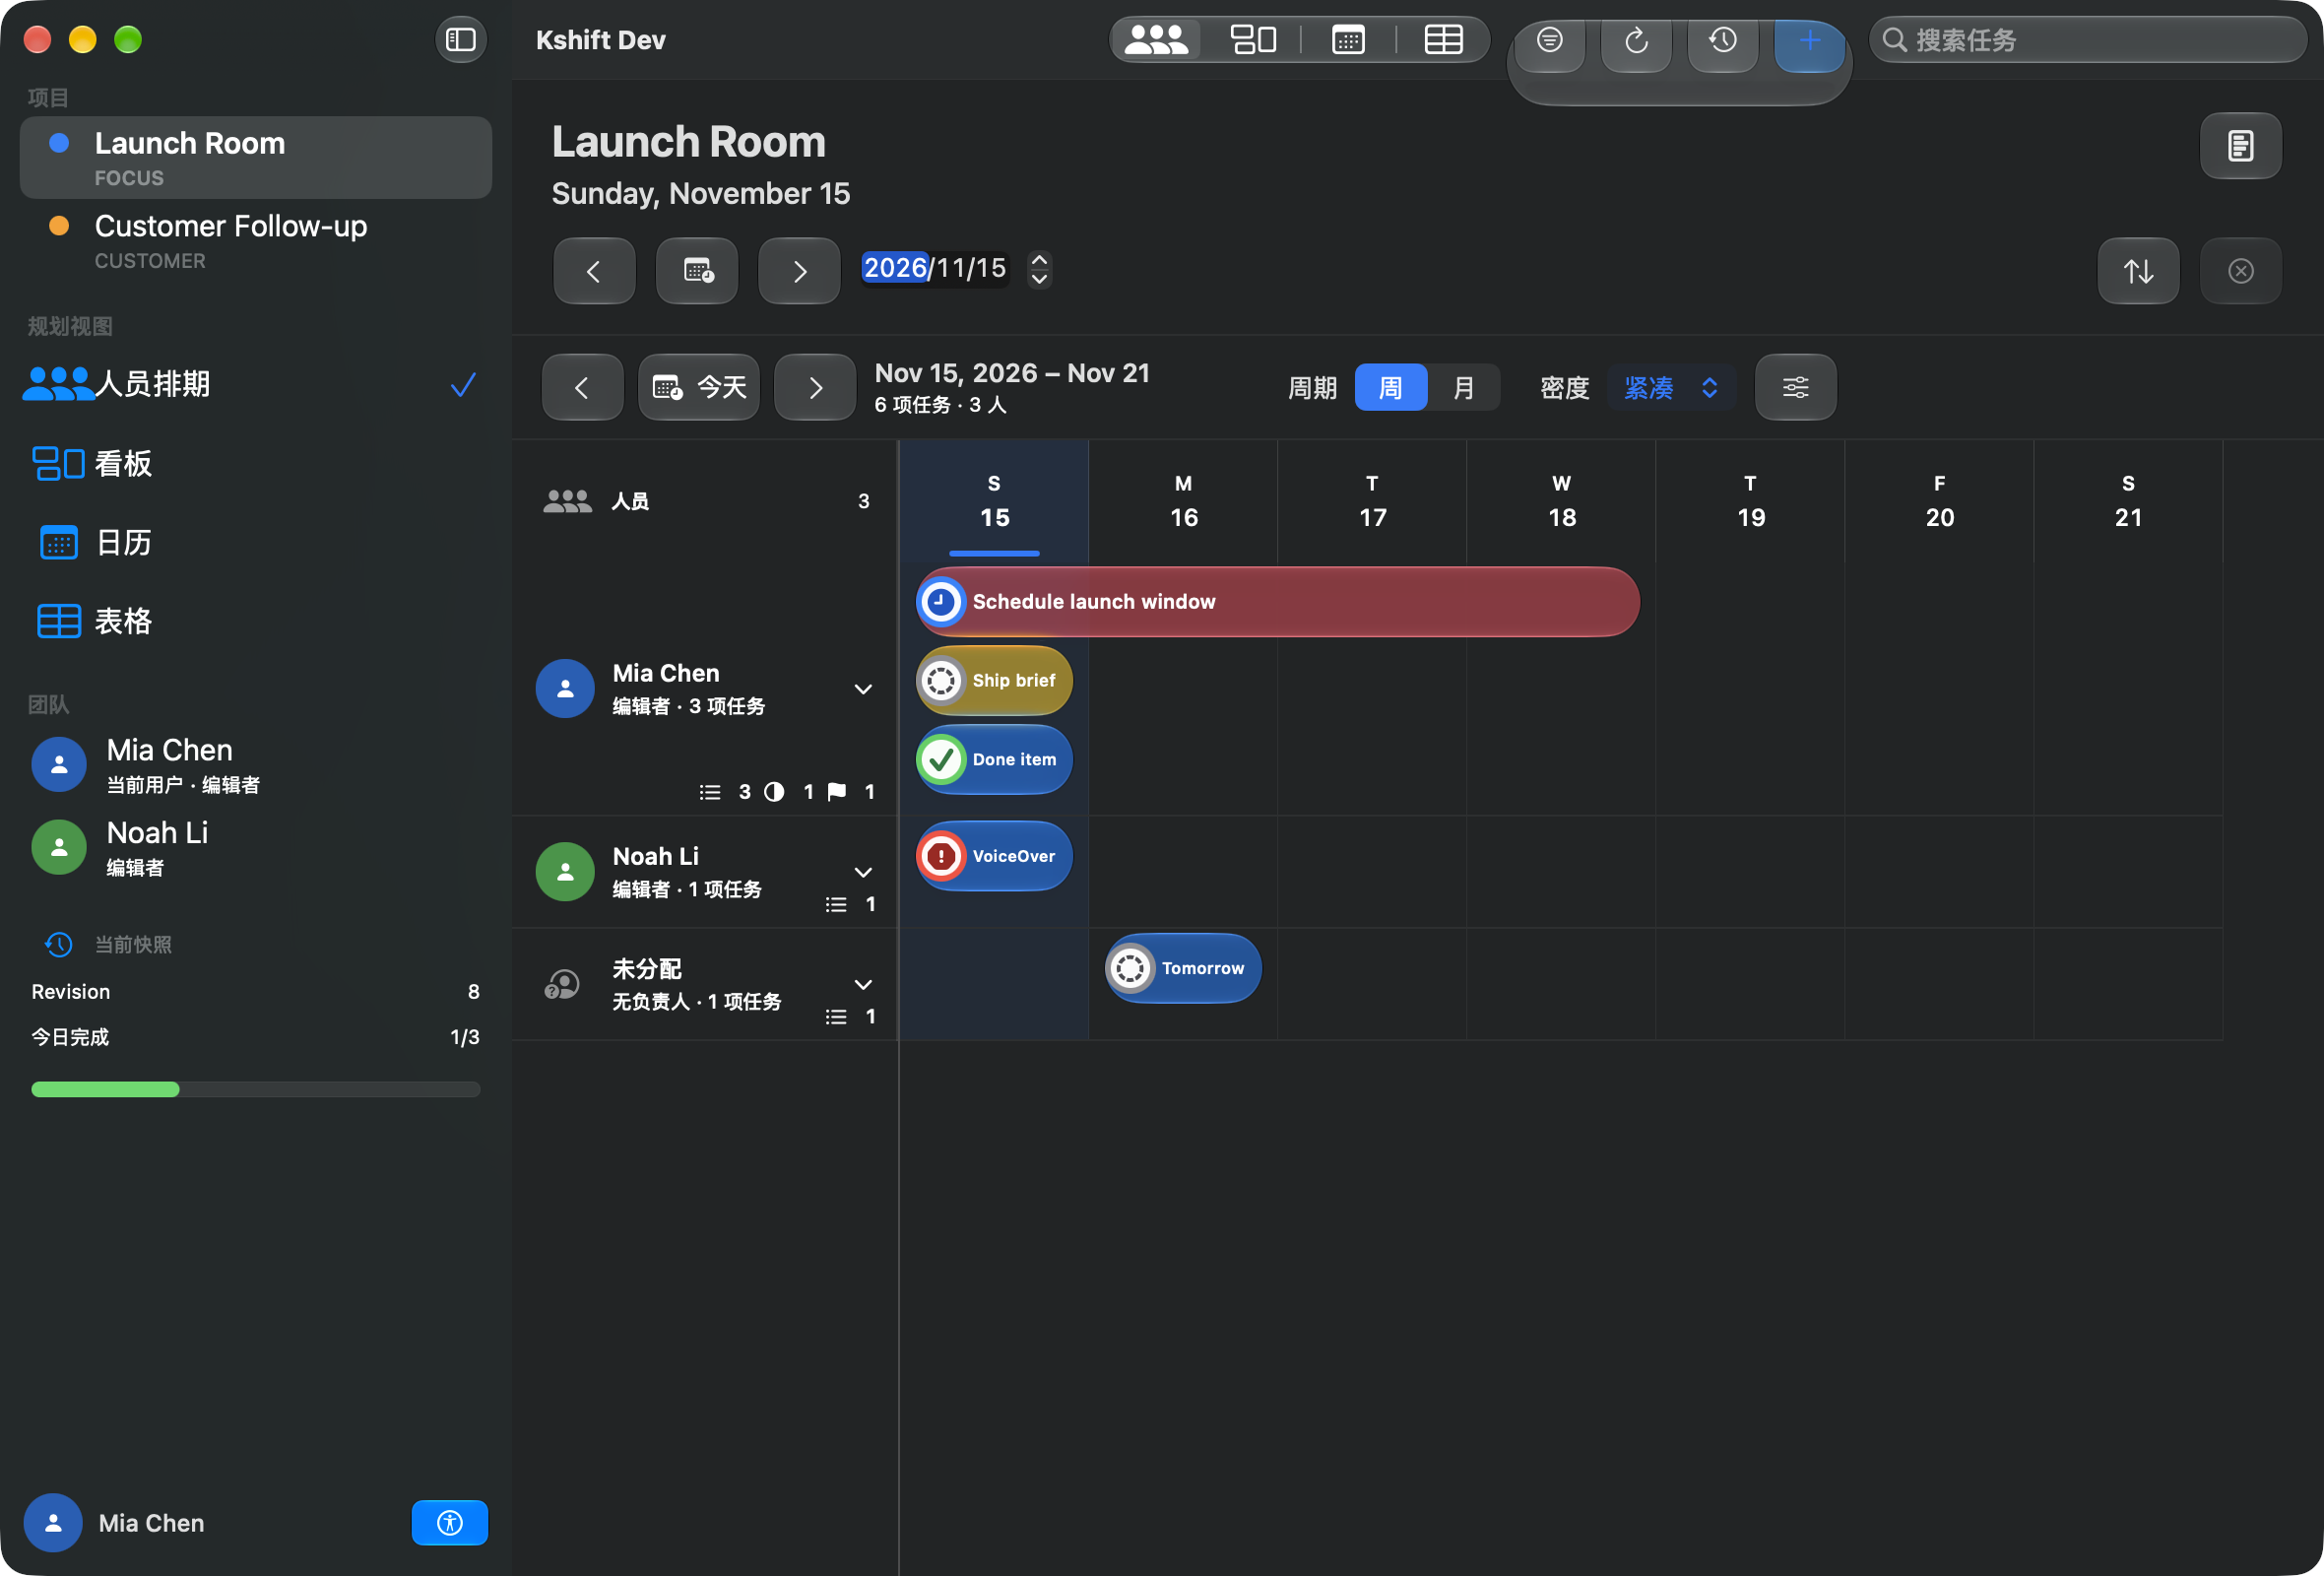 Kshift Dev
搜索任务
项目
Launch Room
FOCUS
Customer Follow-up
CUSTOMER
规划视图
人员排期
看板
日历
表格
团队
Mia Chen
当前用户 · 编辑者
Noah Li
编辑者
当前快照
Revision 8
今日完成 1/3
Mia Chen
Launch Room
Sunday, November 15
2026/11/15
今天
Nov 15, 2026 – Nov 21
6 项任务 · 3 人
周期 周 月
密度 紧凑
人员 3
S M T W T F S
15 16 17 18 19 20 21
Schedule launch window
Mia Chen
编辑者 · 3 项任务
Ship brief
Done item
3 1 1
Noah Li
编辑者 · 1 项任务
1
VoiceOver
未分配
无负责人 · 1 项任务
1
Tomorrow